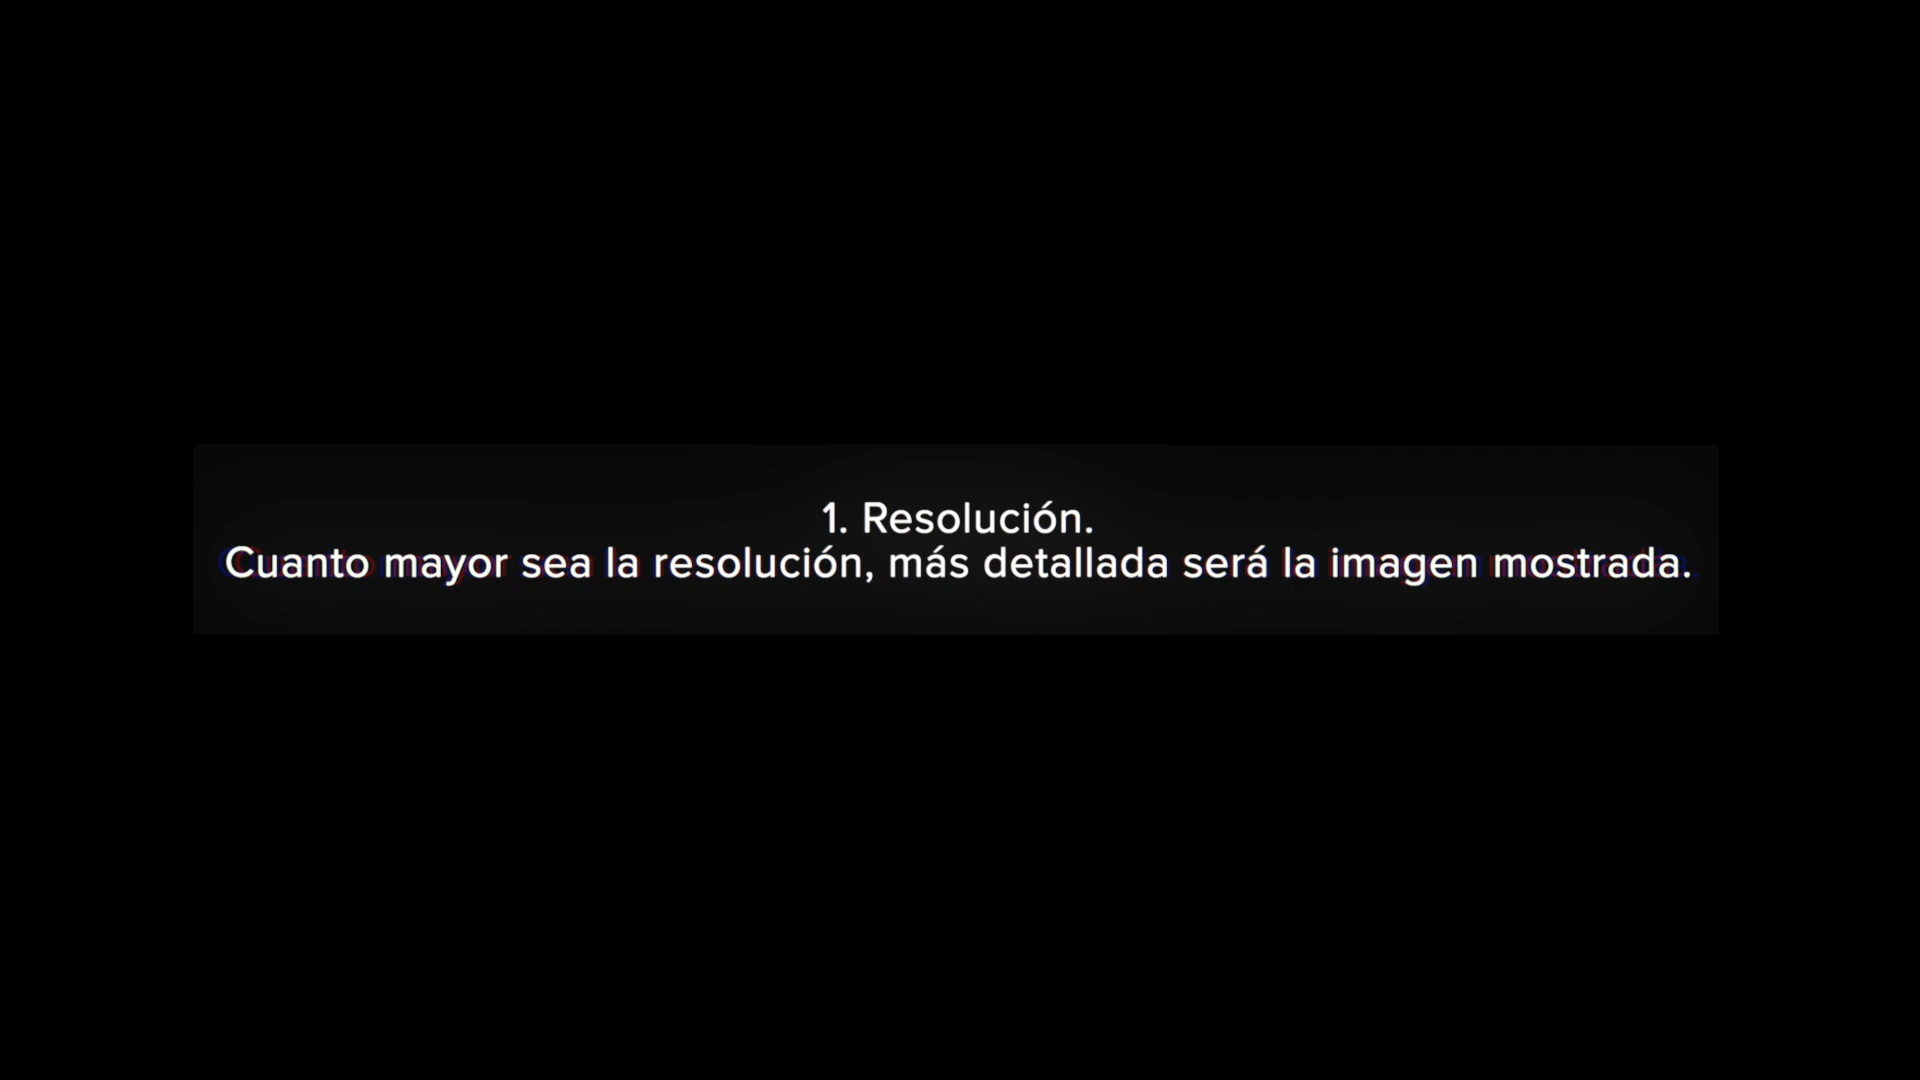 1. Resolución.
Cuanto mayor sea la resolución, más detallada será la imagen mostrada.